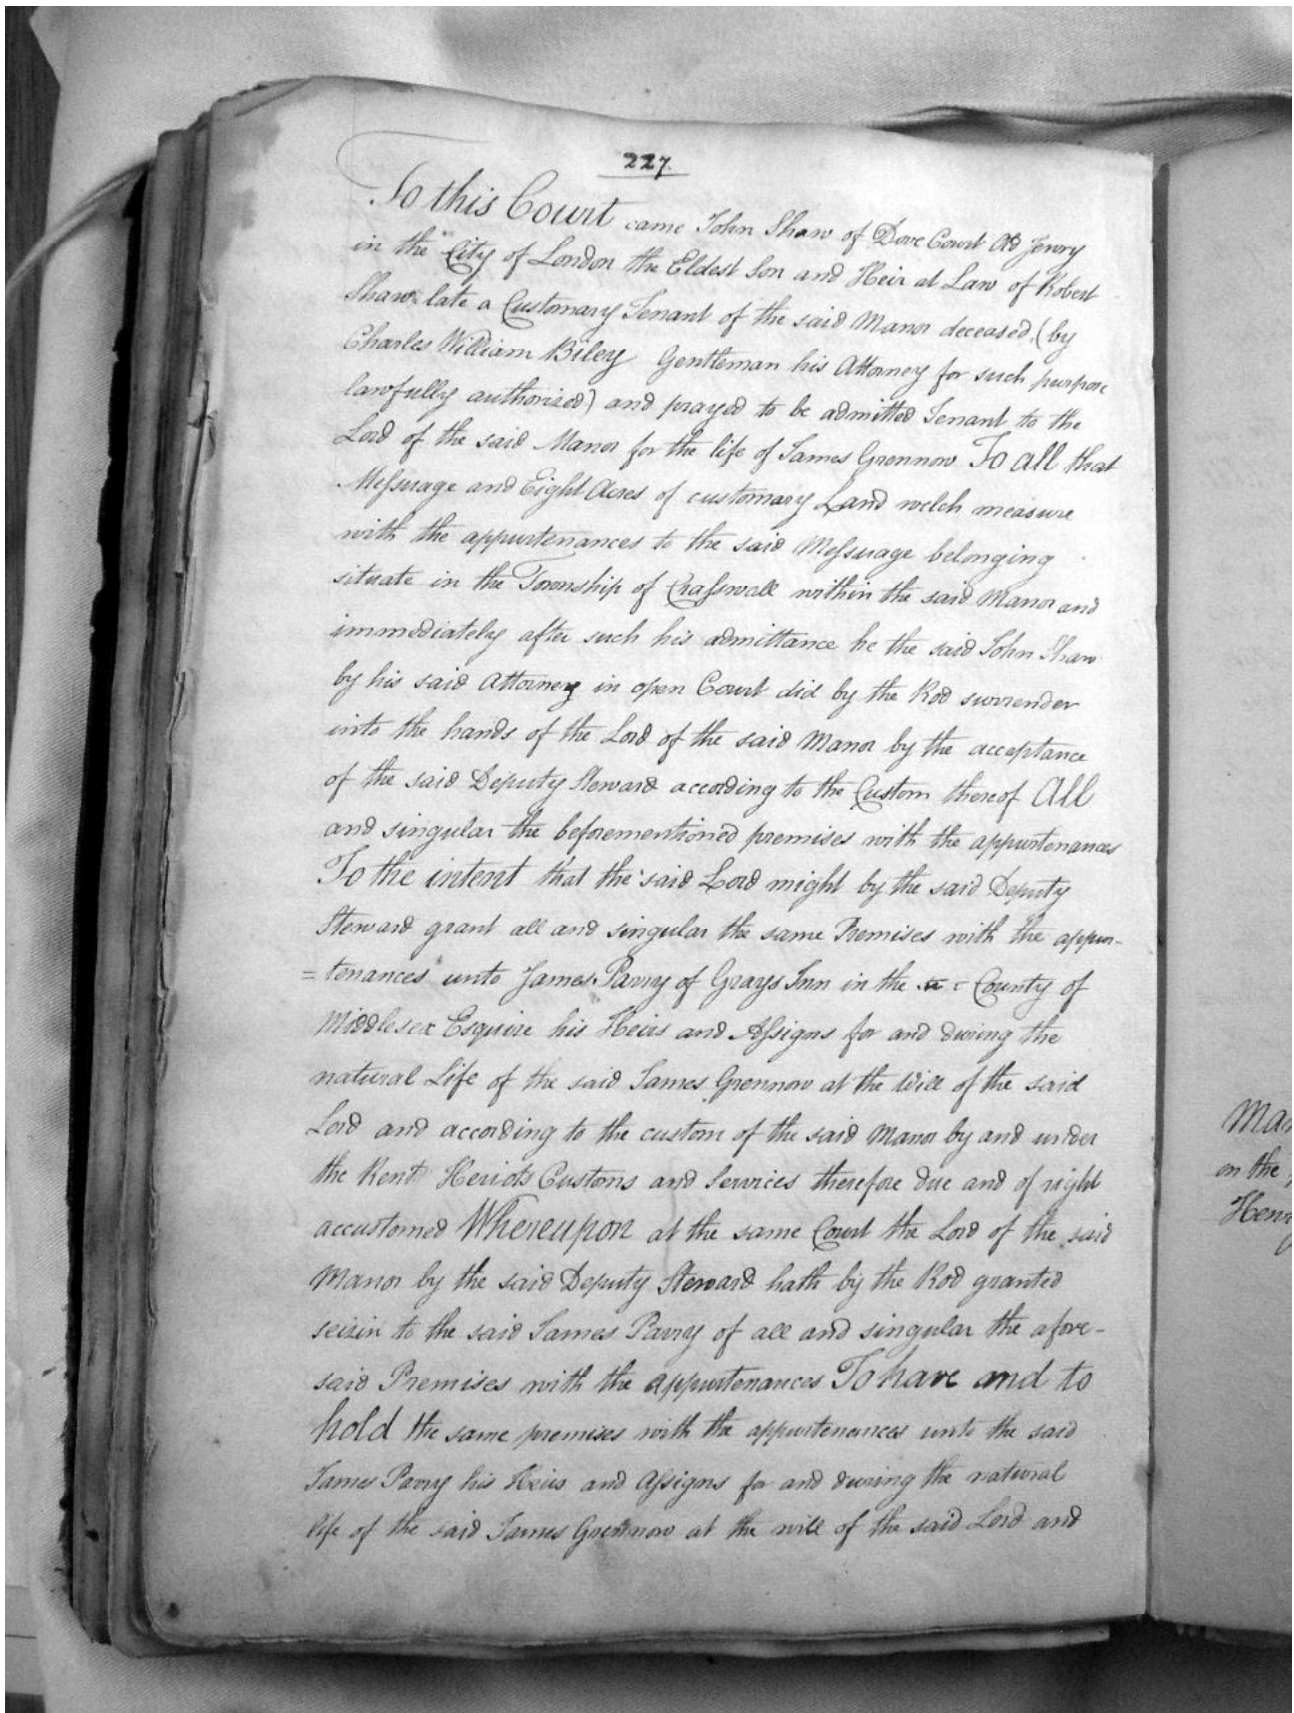 227.
To this Court came John Shaw of Dove Court Old Jewry
in the City of London the Eldest Son and Heir at Law of Robert
Shaw late a Customary Tenant of the said Manor deceased, (by
Charles William Biley Gentleman his Attorney for such purpose
lawfully authorized) and prayed to be admitted Tenant to the
Lord of the said Manor for the life of James Grennow To all that
Messuage and Eight Acres of customary Land welch measure
with the appurtenances to the said Messuage belonging
situate in the Township of Crasswall within the said Manor and
immediately after such his admittance he the said John Shaw
by his said Attorney in open Court did by the Rod surrender
into the hands of the Lord of the said Manor by the acceptance
of the said Deputy Steward according to the Custom thereof All
and singular the beforementioned premises with the appurtenances
To the intent that the said Lord might by the said Deputy
Steward grant all and singular the same Premises with the appur-
=tenances unto James Parry of Grays Inn in the County of
Middlesex Esquire his Heirs and Assigns for and during the
natural Life of the said James Grennow at the Will of the said
Lord and according to the custom of the said Manor by and under
the Rent Heriots Customs and Services therefore due and of right
accustomed Whereupon at the same Court the Lord of the said
Manor by the said Deputy Steward hath by the Rod granted
seizin to the said James Parry of all and singular the afore-
said Premises with the appurtenances To have and to
hold the same premises with the appurtenances unto the said
James Parry his Heirs and Assigns for and during the natural
life of the said James Grennow at the will of the said Lord and
Man
on the
Henry